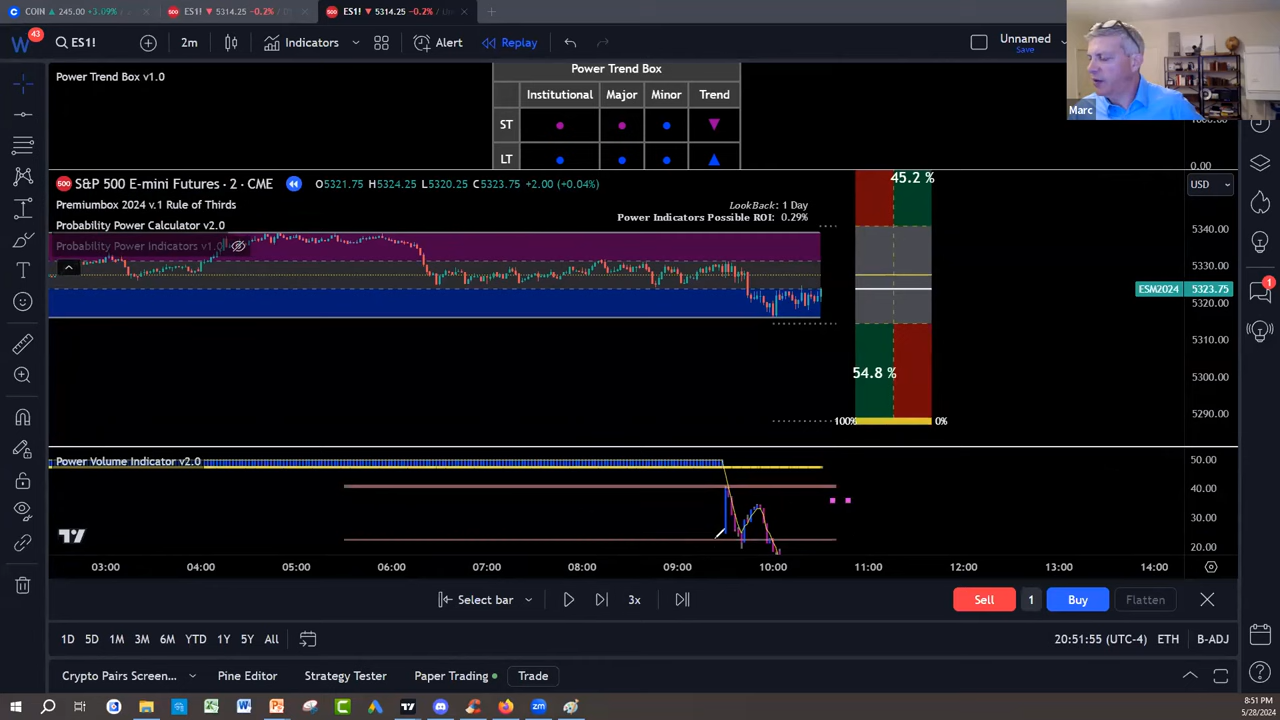 COIN ▲ 245.00 +3.09%
ES1! ▼ 5314.25 -0.2% /
ES1! ▼ 5314.25 -0.2% /
43
ES1!
2m
Indicators
Alert
Replay
Unnamed
Save
Marc
Power Trend Box v1.0
Power Trend Box
Institutional Major Minor Trend
ST
LT
0.00
500 S&P 500 E-mini Futures · 2 · CME O5321.75 H5324.25 L5320.25 C5323.75 +2.00 (+0.04%)
Premiumbox 2024 v.1 Rule of Thirds
Probability Power Calculator v2.0
Probability Power Indicators v1.0
LookBack: 1 Day
Power Indicators Possible ROI: 0.29%
45.2 %
54.8 %
100%
0%
USD
5340.00
5330.00
ESM2024 5323.75
5320.00
5310.00
5300.00
5290.00
1
Power Volume Indicator v2.0
50.00
40.00
30.00
20.00
03:00 04:00 05:00 06:00 07:00 08:00 09:00 10:00 11:00 12:00 13:00 14:00
Select bar
3x
Sell 1 Buy Flatten
1D 5D 1M 3M 6M YTD 1Y 5Y All
20:51:55 (UTC-4) ETH B-ADJ
Crypto Pairs Screen... Pine Editor Strategy Tester Paper Trading Trade
8:51 PM
5/28/2024